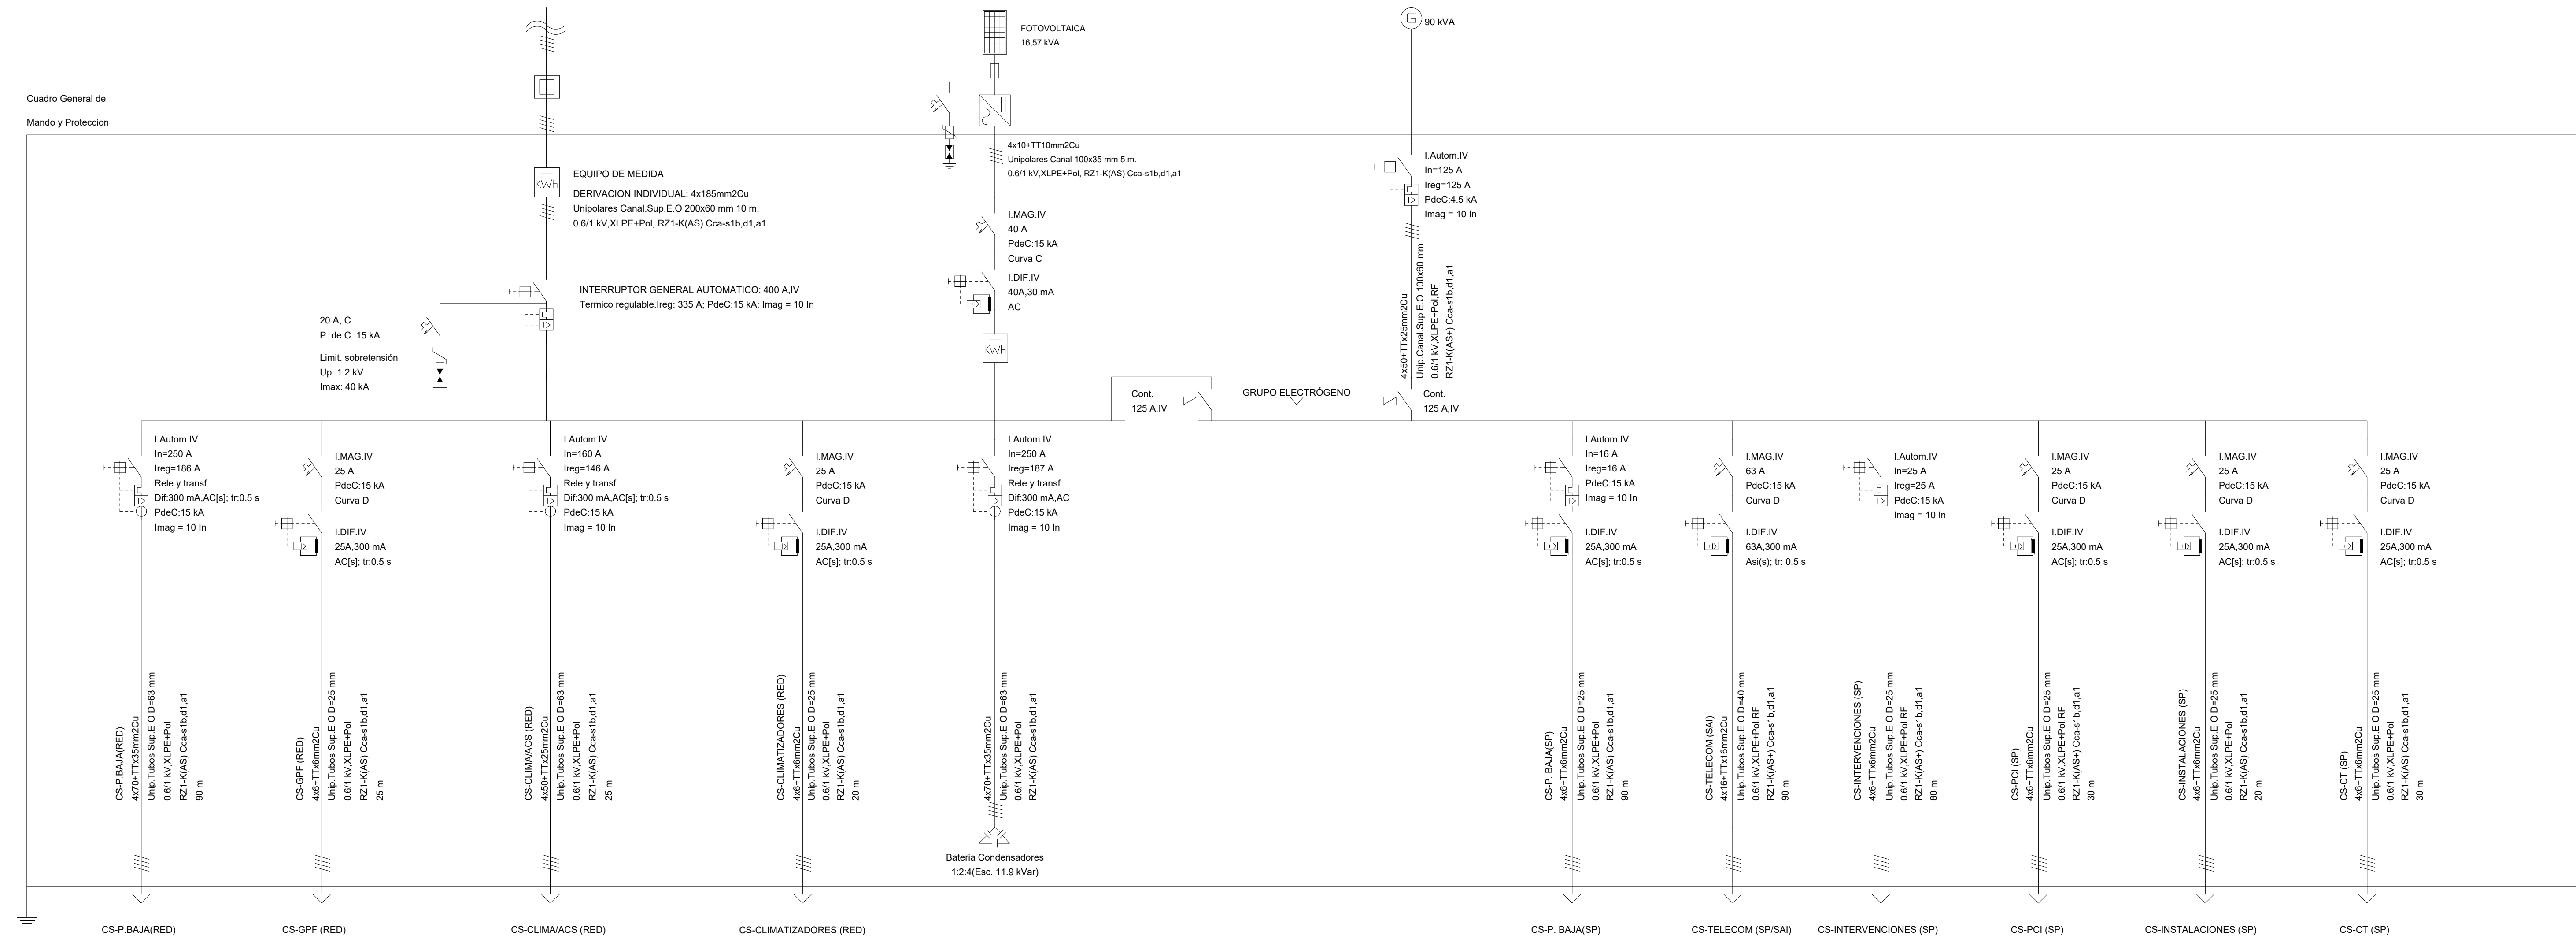 FOTOVOLTAICA
16,57 kVA
G
90 kVA
Cuadro General de
Mando y Proteccion
KWh
EQUIPO DE MEDIDA
DERIVACION INDIVIDUAL: 4x185mm2Cu
Unipolares Canal.Sup.E.O 200x60 mm 10 m.
0.6/1 kV,XLPE+Pol, RZ1-K(AS) Cca-s1b,d1,a1
4x10+TT10mm2Cu
Unipolares Canal 100x35 mm 5 m.
0.6/1 kV,XLPE+Pol, RZ1-K(AS) Cca-s1b,d1,a1
I.MAG.IV
40 A
PdeC:15 kA
Curva C
I.DIF.IV
40A,30 mA
AC
KWh
I.Autom.IV
In=125 A
Ireg=125 A
PdeC:4.5 kA
Imag = 10 In
4x50+TTx25mm2Cu
Unip.Canal.Sup.E.O 100x60 mm
0.6/1 kV,XLPE+Pol,RF
RZ1-K(AS+) Cca-s1b,d1,a1
INTERRUPTOR GENERAL AUTOMATICO: 400 A,IV
Termico regulable.Ireg: 335 A; PdeC:15 kA; Imag = 10 In
20 A, C
P. de C.:15 kA
Limit. sobretensión
Up: 1.2 kV
Imax: 40 kA
Cont.
125 A,IV
GRUPO ELECTRÓGENO
Cont.
125 A,IV
I.Autom.IV
In=250 A
Ireg=186 A
Rele y transf.
Dif:300 mA,AC[s]; tr:0.5 s
PdeC:15 kA
Imag = 10 In
I.MAG.IV
25 A
PdeC:15 kA
Curva D
I.DIF.IV
25A,300 mA
AC[s]; tr:0.5 s
I.Autom.IV
In=160 A
Ireg=146 A
Rele y transf.
Dif:300 mA,AC[s]; tr:0.5 s
PdeC:15 kA
Imag = 10 In
I.MAG.IV
25 A
PdeC:15 kA
Curva D
I.DIF.IV
25A,300 mA
AC[s]; tr:0.5 s
I.Autom.IV
In=250 A
Ireg=187 A
Rele y transf.
Dif:300 mA,AC
PdeC:15 kA
Imag = 10 In
I.Autom.IV
In=16 A
Ireg=16 A
PdeC:15 kA
Imag = 10 In
I.DIF.IV
25A,300 mA
AC[s]; tr:0.5 s
I.MAG.IV
63 A
PdeC:15 kA
Curva D
I.DIF.IV
63A,300 mA
Asi(s); tr: 0.5 s
I.Autom.IV
In=25 A
Ireg=25 A
PdeC:15 kA
Imag = 10 In
I.MAG.IV
25 A
PdeC:15 kA
Curva D
I.DIF.IV
25A,300 mA
AC[s]; tr:0.5 s
I.MAG.IV
25 A
PdeC:15 kA
Curva D
I.DIF.IV
25A,300 mA
AC[s]; tr:0.5 s
I.MAG.IV
25 A
PdeC:15 kA
Curva D
I.DIF.IV
25A,300 mA
AC[s]; tr:0.5 s
CS-P.BAJA(RED)
4x70+TTx35mm2Cu
Unip.Tubos Sup.E.O D=63 mm
0.6/1 kV,XLPE+Pol
RZ1-K(AS) Cca-s1b,d1,a1
90 m
CS-GPF (RED)
4x6+TTx6mm2Cu
Unip.Tubos Sup.E.O D=25 mm
0.6/1 kV,XLPE+Pol
RZ1-K(AS) Cca-s1b,d1,a1
25 m
CS-CLIMA/ACS (RED)
4x50+TTx25mm2Cu
Unip.Tubos Sup.E.O D=63 mm
0.6/1 kV,XLPE+Pol
RZ1-K(AS) Cca-s1b,d1,a1
25 m
CS-CLIMATIZADORES (RED)
4x6+TTx6mm2Cu
Unip.Tubos Sup.E.O D=25 mm
0.6/1 kV,XLPE+Pol
RZ1-K(AS) Cca-s1b,d1,a1
20 m
4x70+TTx35mm2Cu
Unip.Tubos Sup.E.O D=63 mm
0.6/1 kV,XLPE+Pol
RZ1-K(AS) Cca-s1b,d1,a1
Bateria Condensadores
1:2:4(Esc. 11.9 kVar)
CS-P. BAJA(SP)
4x6+TTx6mm2Cu
Unip.Tubos Sup.E.O D=25 mm
0.6/1 kV,XLPE+Pol
RZ1-K(AS) Cca-s1b,d1,a1
90 m
CS-TELECOM (SAI)
4x16+TTx16mm2Cu
Unip.Tubos Sup.E.O D=40 mm
0.6/1 kV,XLPE+Pol,RF
RZ1-K(AS+) Cca-s1b,d1,a1
90 m
CS-INTERVENCIONES (SP)
4x6+TTx6mm2Cu
Unip.Tubos Sup.E.O D=25 mm
0.6/1 kV,XLPE+Pol,RF
RZ1-K(AS+) Cca-s1b,d1,a1
80 m
CS-PCI (SP)
4x6+TTx6mm2Cu
Unip.Tubos Sup.E.O D=25 mm
0.6/1 kV,XLPE+Pol,RF
RZ1-K(AS+) Cca-s1b,d1,a1
30 m
CS-INSTALACIONES (SP)
4x6+TTx6mm2Cu
Unip.Tubos Sup.E.O D=25 mm
0.6/1 kV,XLPE+Pol
RZ1-K(AS) Cca-s1b,d1,a1
20 m
CS-CT (SP)
4x6+TTx6mm2Cu
Unip.Tubos Sup.E.O D=25 mm
0.6/1 kV,XLPE+Pol
RZ1-K(AS) Cca-s1b,d1,a1
30 m
CS-P.BAJA(RED)
CS-GPF (RED)
CS-CLIMA/ACS (RED)
CS-CLIMATIZADORES (RED)
CS-P. BAJA(SP)
CS-TELECOM (SP/SAI)
CS-INTERVENCIONES (SP)
CS-PCI (SP)
CS-INSTALACIONES (SP)
CS-CT (SP)